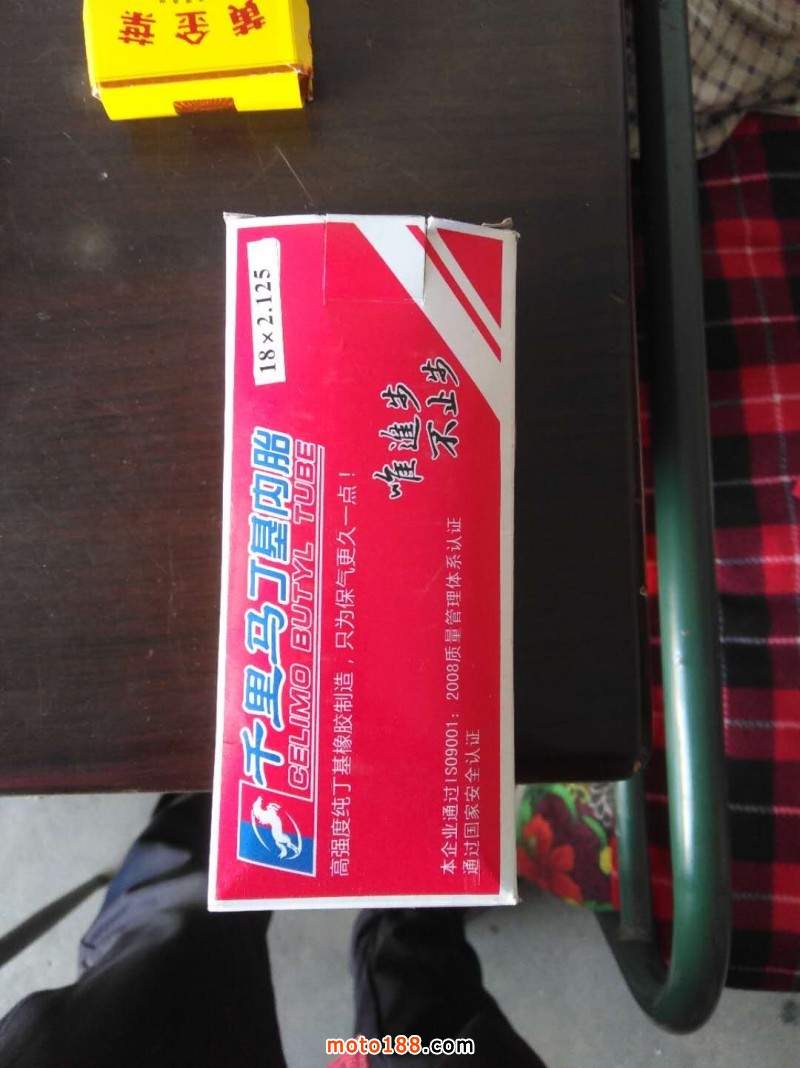 黄金菜
18×2.125
千里马丁基内胎
CELIMO BUTYL TUBE
高强度纯丁基橡胶制造，只为保气更久一点！
唯進步
不止步
本企业通过ISO9001：2008质量管理体系认证
通过国家安全认证
moto188.com